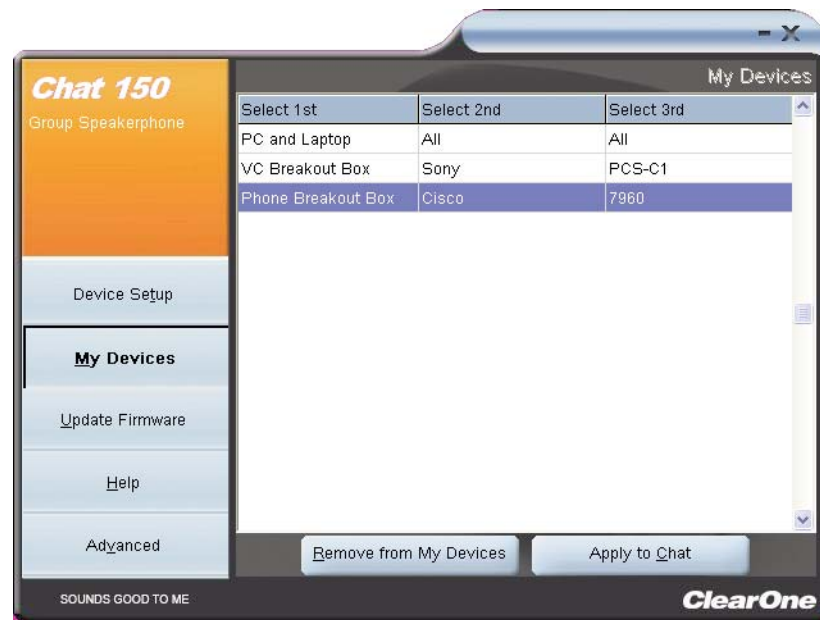 Chat 150
Group Speakerphone
My Devices
Select 1st Select 2nd Select 3rd
PC and Laptop All All
VC Breakout Box Sony PCS-C1
Phone Breakout Box Cisco 7960
Device Setup
My Devices
Update Firmware
Help
Advanced
Remove from My Devices Apply to Chat
SOUNDS GOOD TO ME
ClearOne